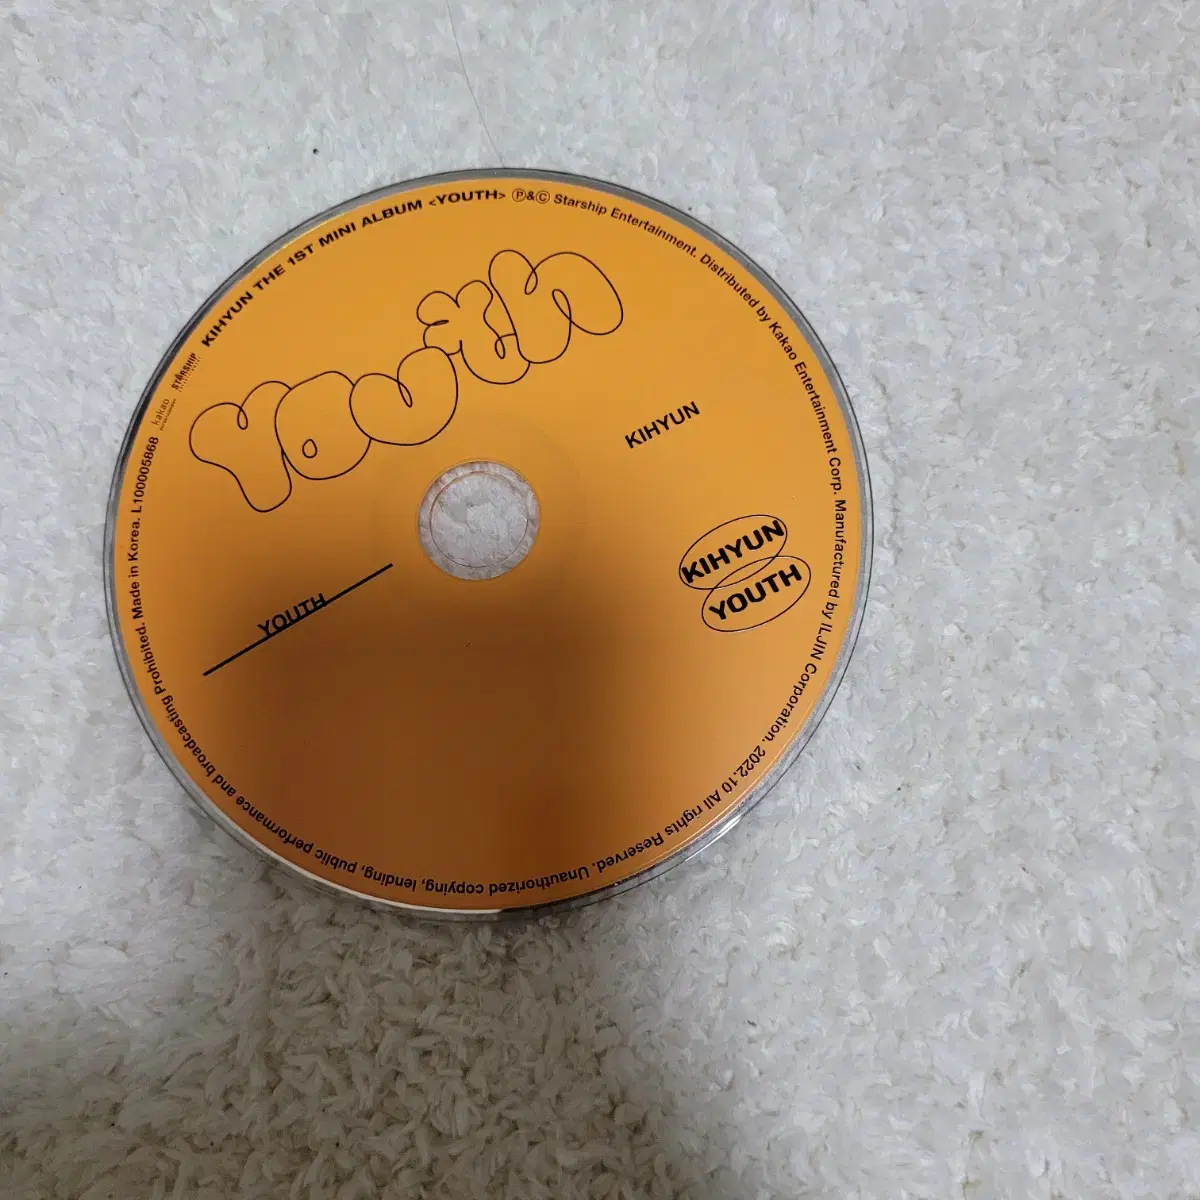 KIHYUN THE 1ST MINI ALBUM <YOUTH> Ⓟ&Ⓒ Starship Entertainment. Distributed by Kakao Entertainment Corp. Manufactured by ILJIN Corporation. 2022.10 All rights Reserved. Unauthorized copying, lending, public performance and broadcasting Prohibited. Made in Korea. L100005868
kakao
STARSHIP
YOUTH
KIHYUN
KIHYUN
YOUTH
YOUTH